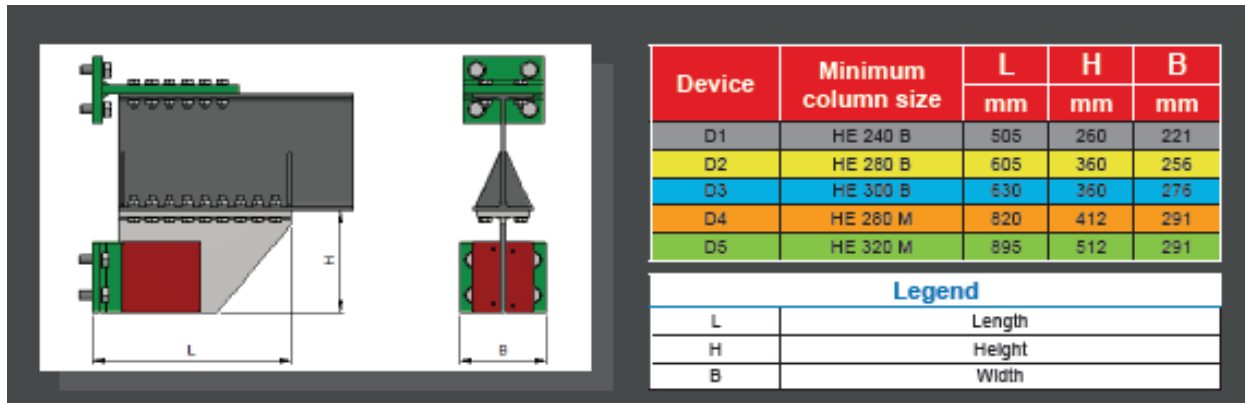 H
L
B
Device Minimum column size L H B
mm mm mm
D1 HE 240 B 505 260 221
D2 HE 280 B 605 360 256
D3 HE 300 B 630 360 276
D4 HE 280 M 820 412 291
D5 HE 320 M 895 512 291
Legend
L Length
H Height
B Width